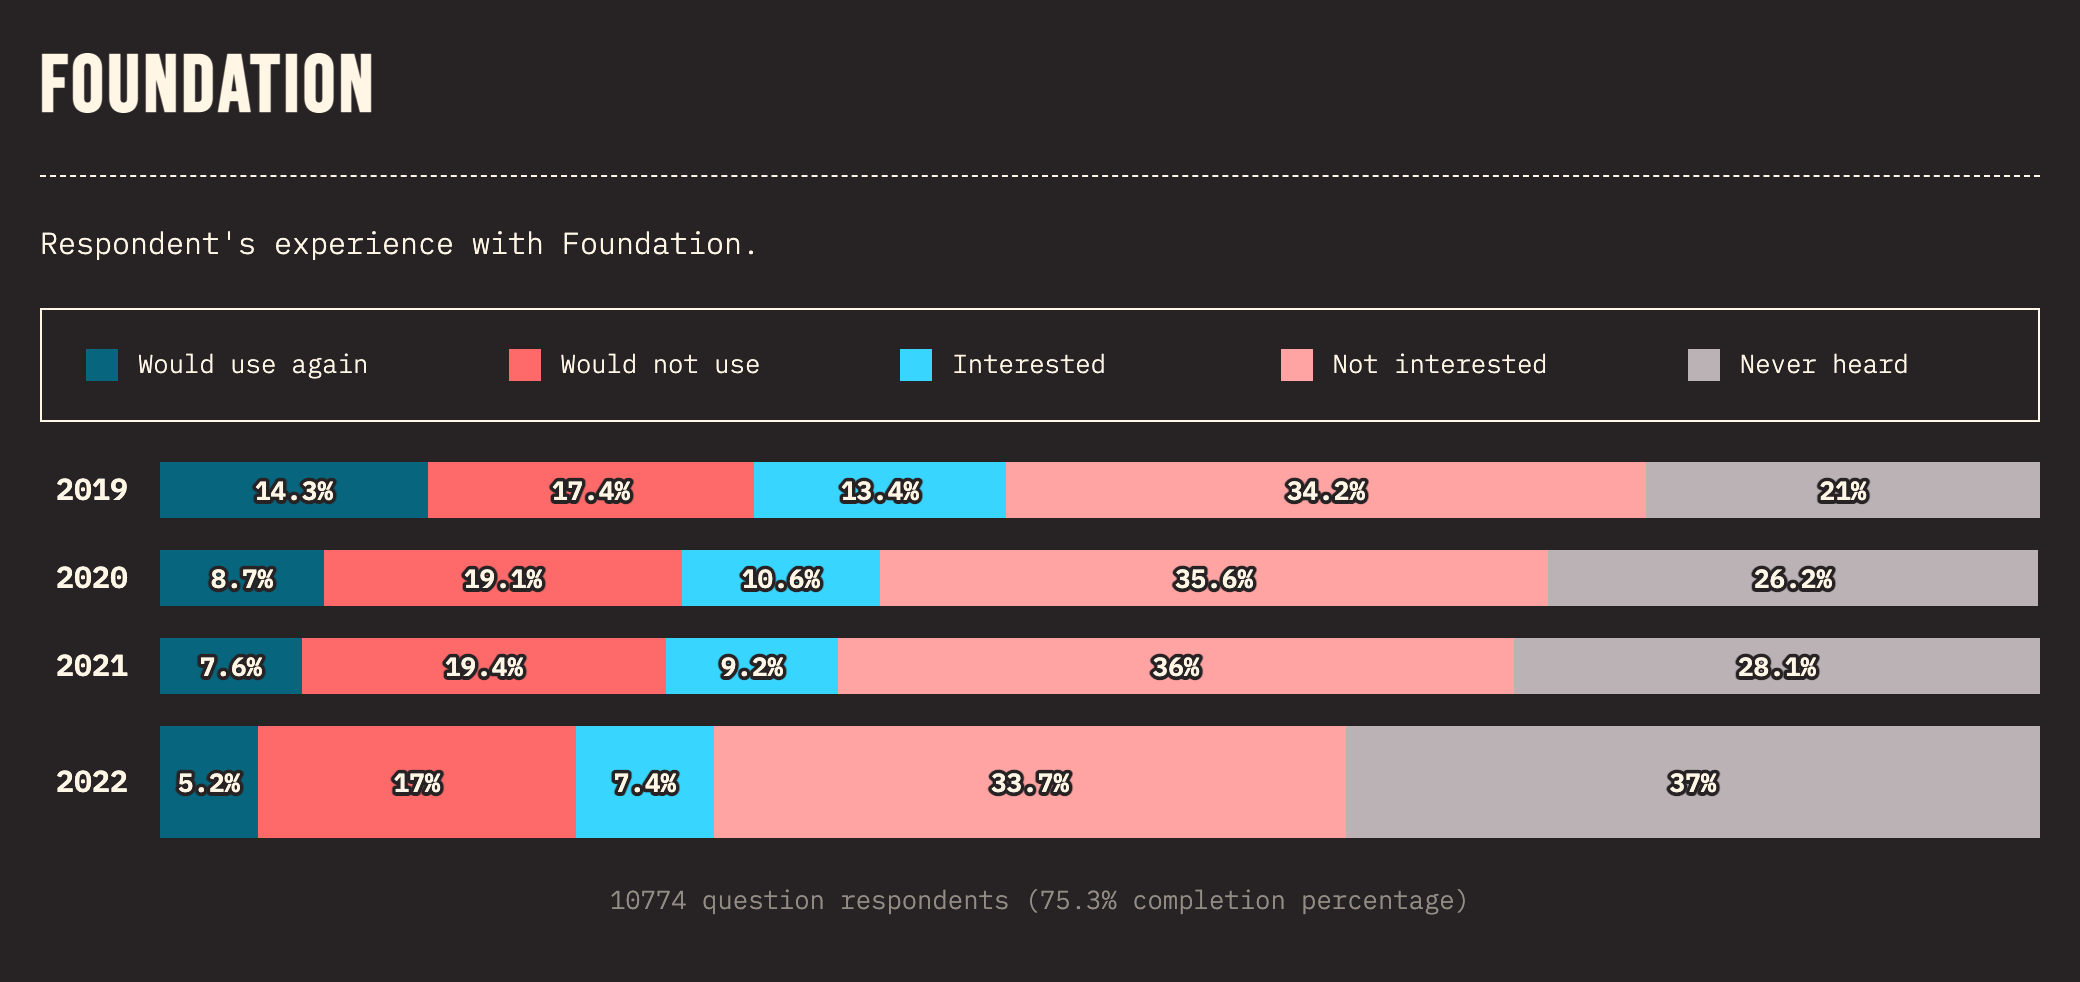 FOUNDATION
Respondent's experience with Foundation.
Would use again Would not use Interested Not interested Never heard
2019 14.3% 17.4% 13.4% 34.2% 21%
2020 8.7% 19.1% 10.6% 35.6% 26.2%
2021 7.6% 19.4% 9.2% 36% 28.1%
2022 5.2% 17% 7.4% 33.7% 37%
10774 question respondents (75.3% completion percentage)